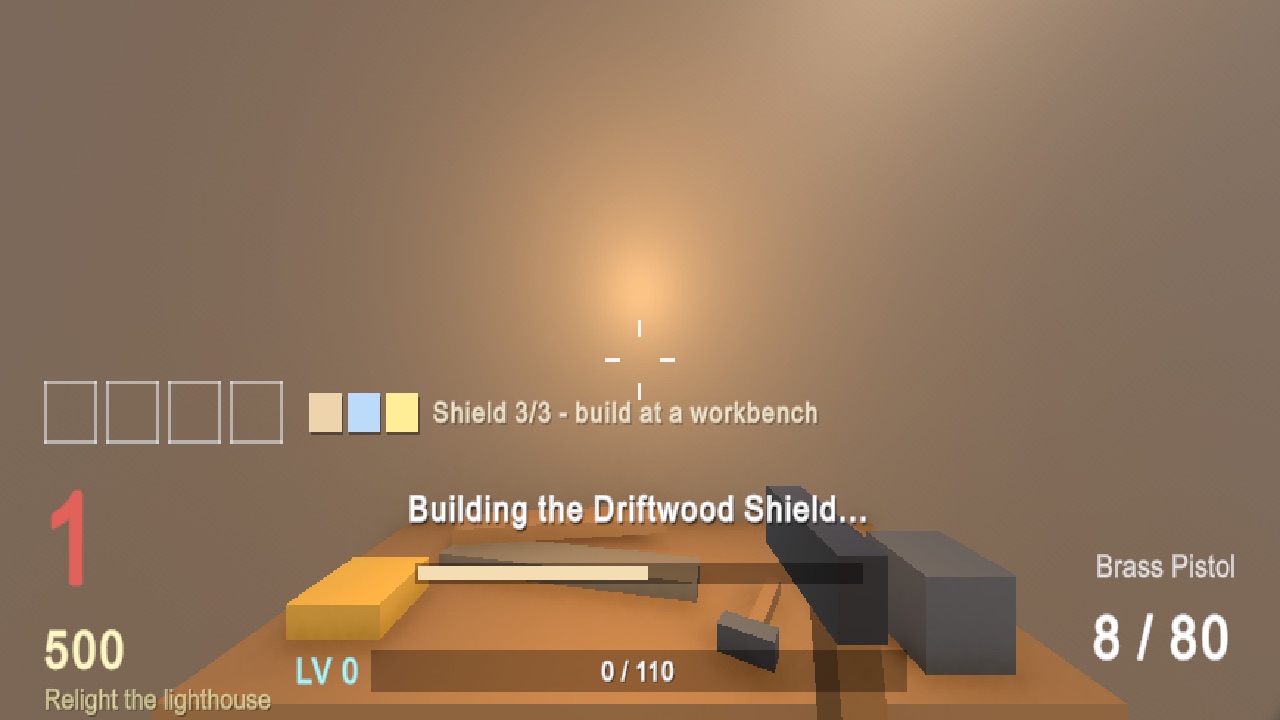 Shield 3/3 - build at a workbench
Building the Driftwood Shield...
1
Brass Pistol
8 / 80
500
LV 0
0 / 110
Relight the lighthouse